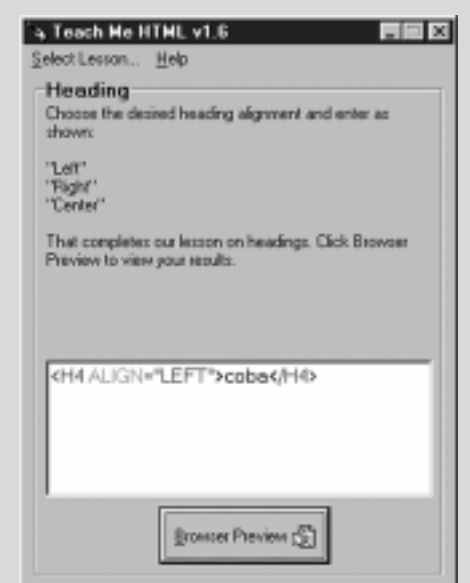 Teach Me HTML v1.6
Select Lesson... Help
Heading
Choose the desired heading alignment and enter as
shown:
"Left"
"Right"
"Center"
That completes our lesson on headings. Click Browser
Preview to view your results.
<H4 ALIGN="LEFT">coba</H4>
Browser Preview